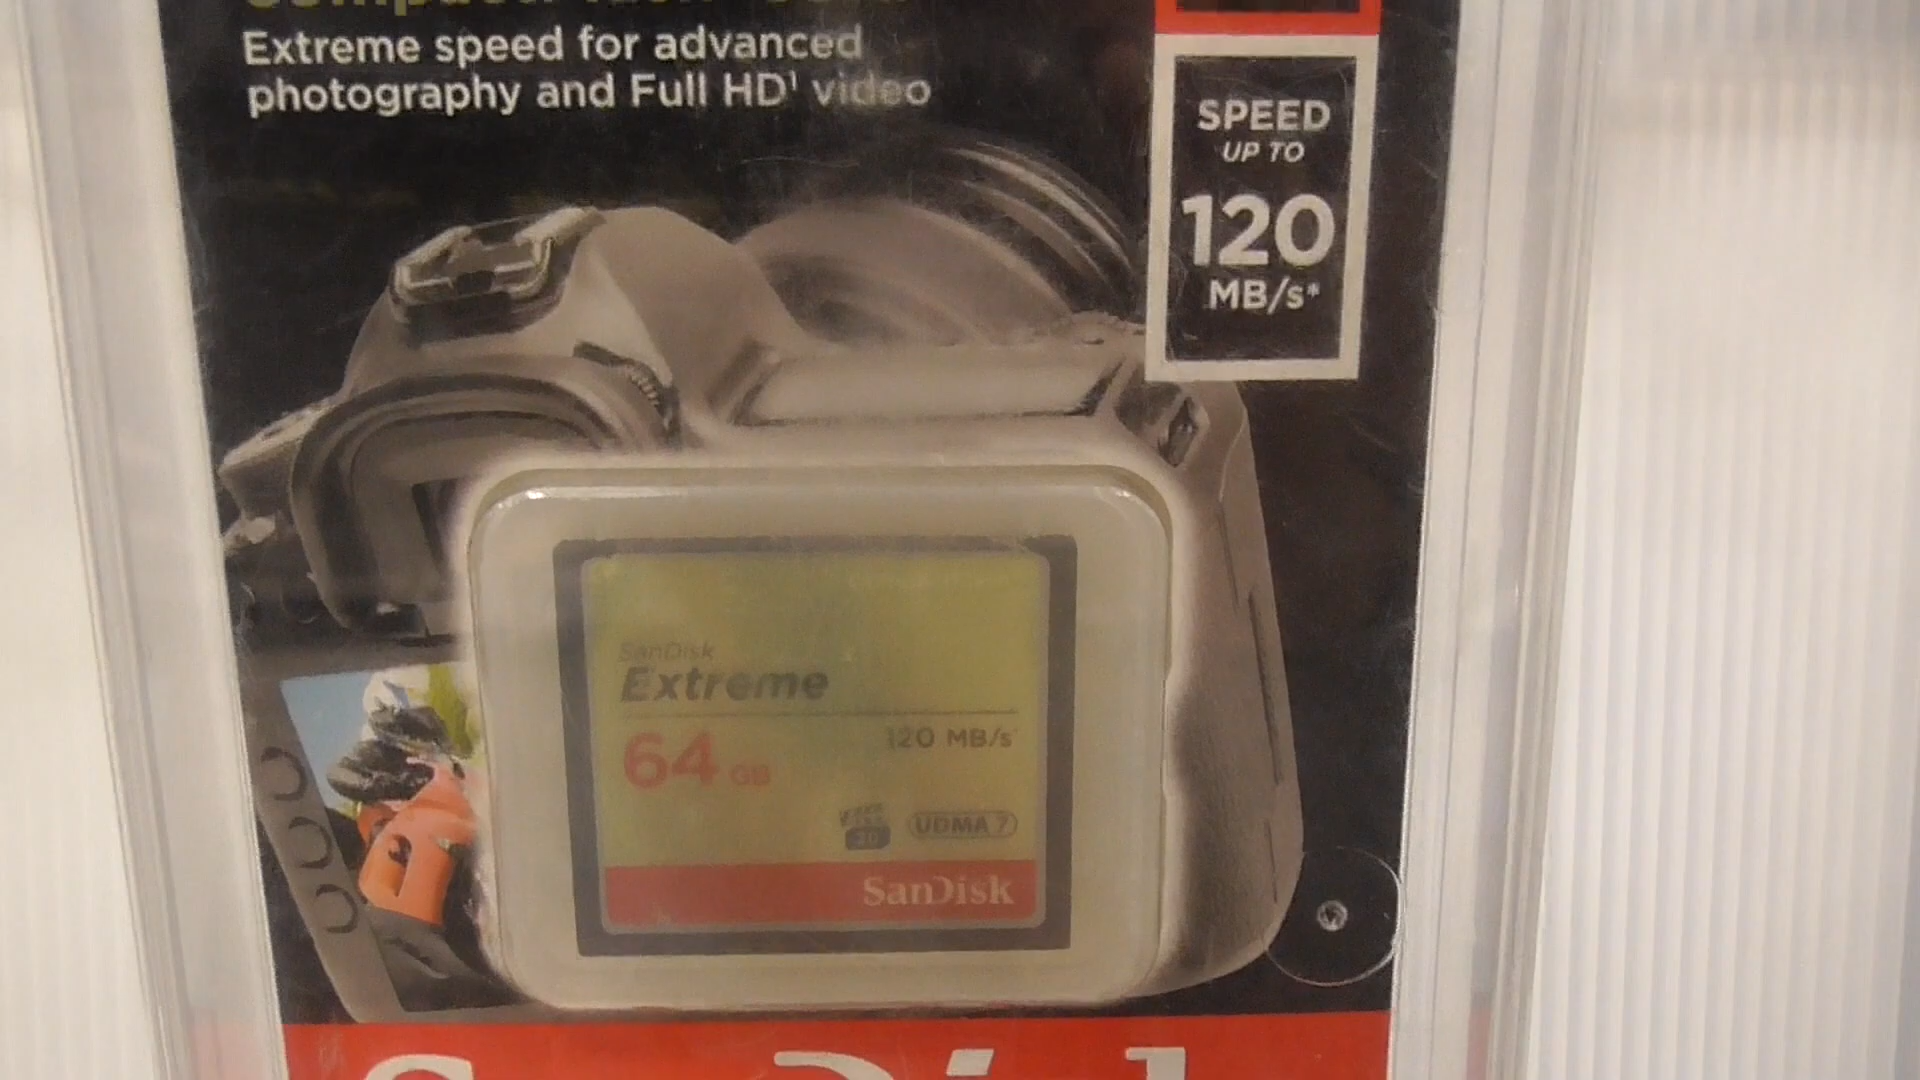 Extreme speed for advanced
photography and Full HD¹ video
SPEED
UP TO
120
MB/s*
SanDisk
Extreme
64 GB
120 MB/s
20
UDMA 7
SanDisk